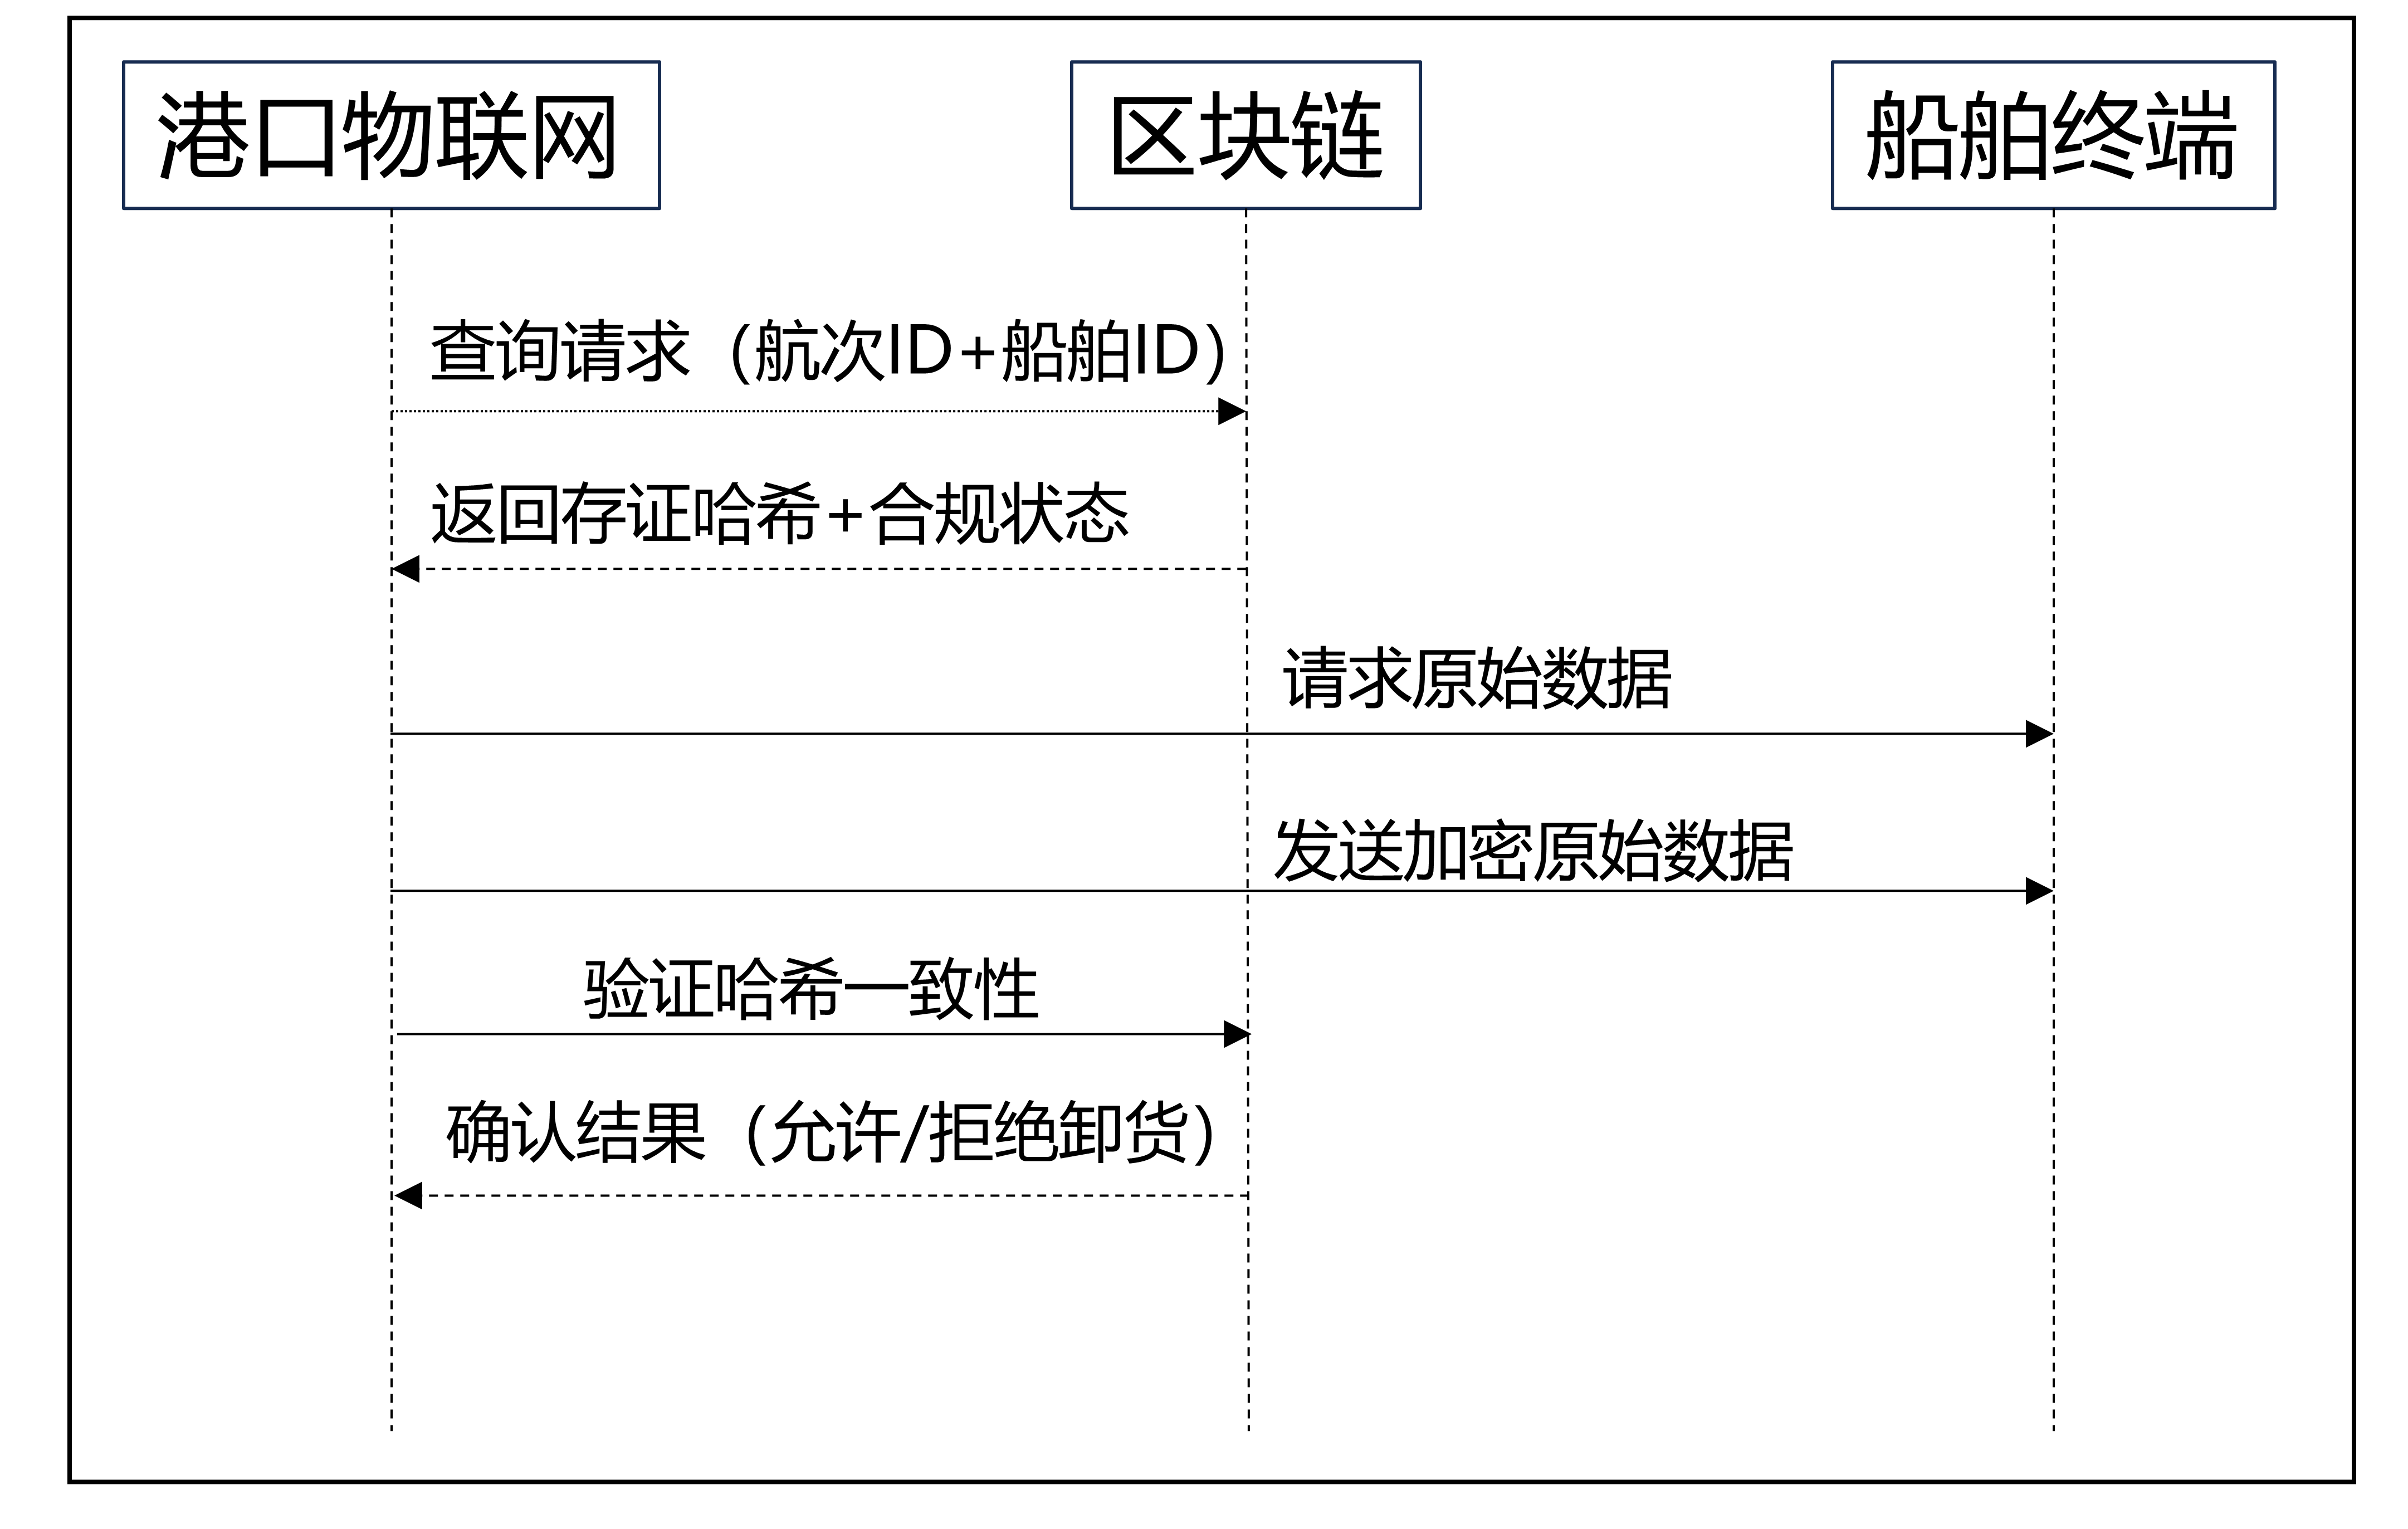 港口物联网
区块链
船舶终端
查询请求（航次ID+船舶ID）
返回存证哈希+合规状态
请求原始数据
发送加密原始数据
验证哈希一致性
确认结果（允许/拒绝卸货）